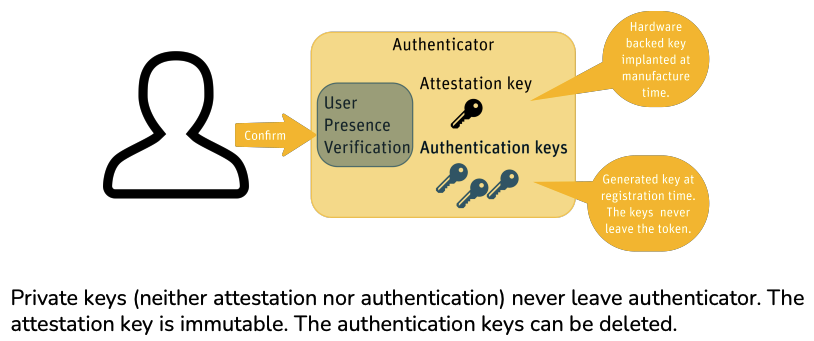 Authenticator
Hardware
backed key
implanted at
manufacture
time.
Attestation key
User
Presence
Verification
Confirm
Authentication keys
Generated key at
registration time.
The keys never
leave the token.
Private keys (neither attestation nor authentication) never leave authenticator. The
attestation key is immutable. The authentication keys can be deleted.